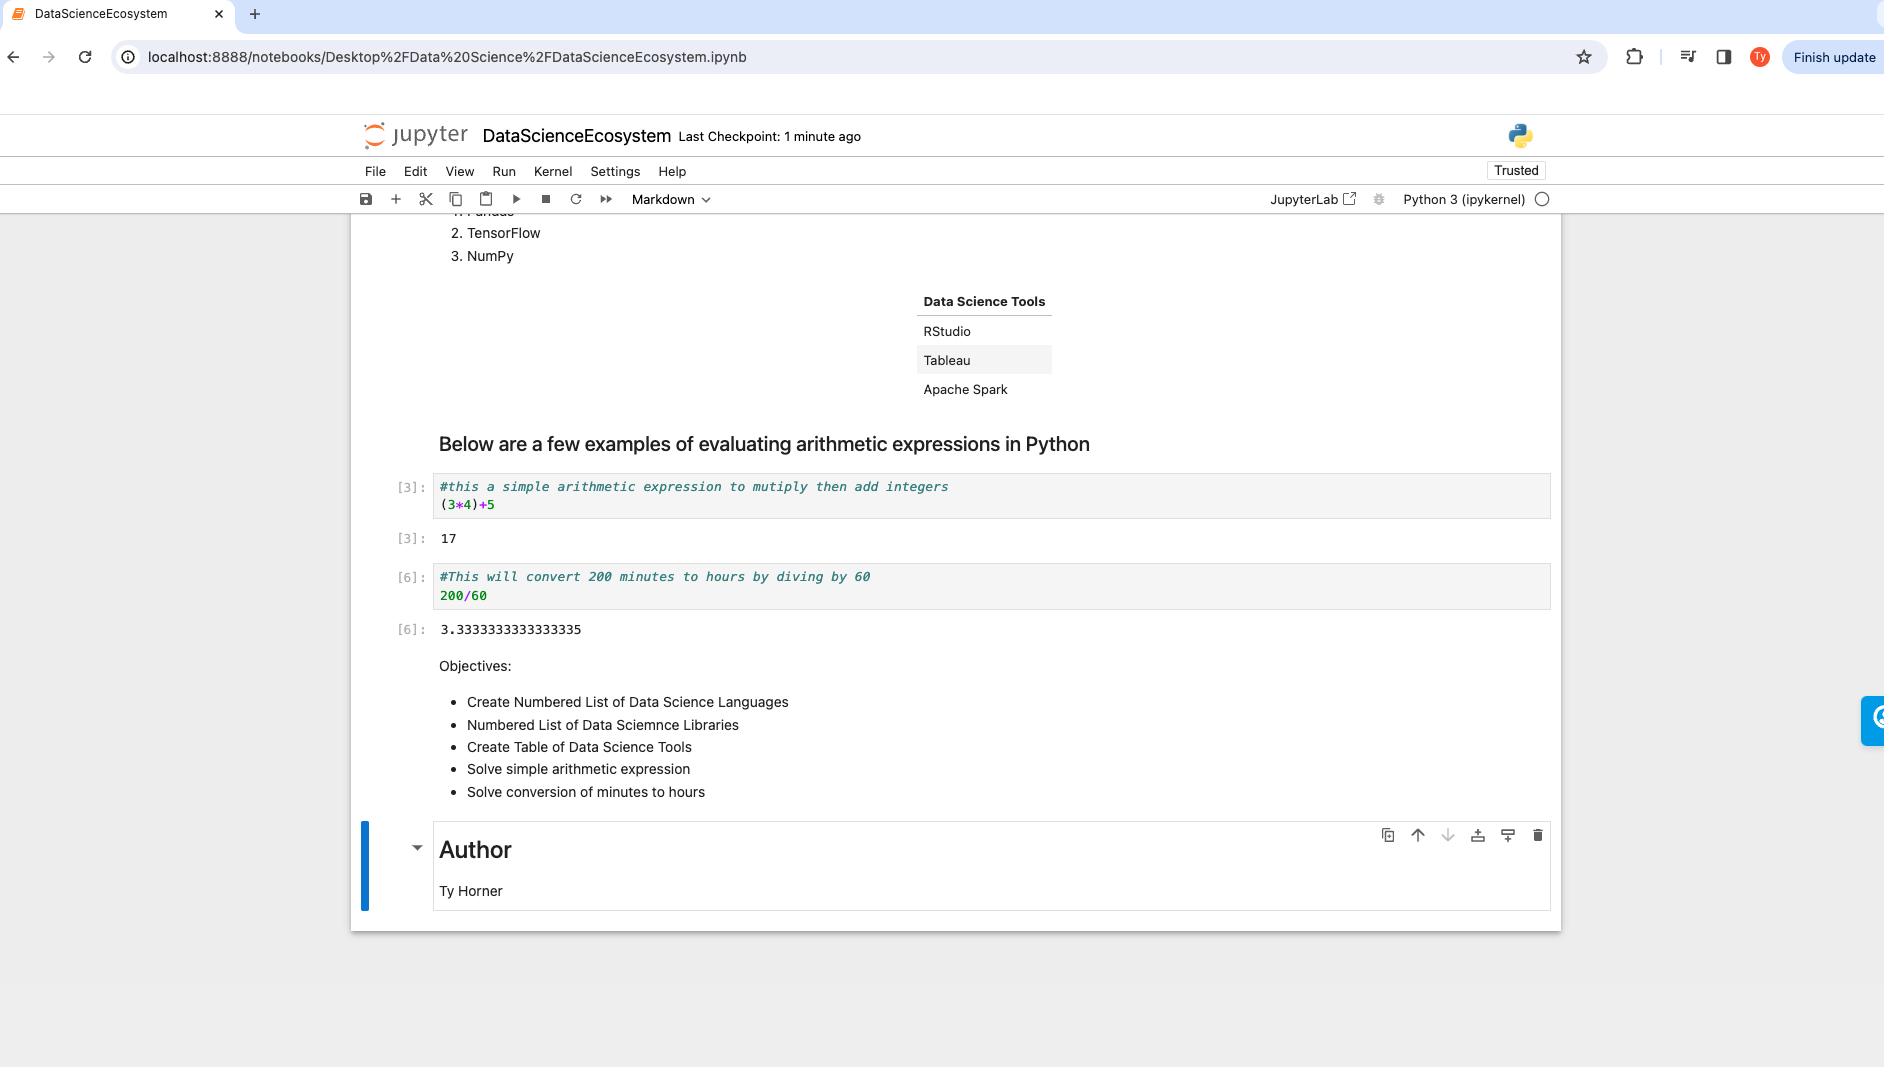 DataScienceEcosystem
localhost:8888/notebooks/Desktop%2FData%20Science%2FDataScienceEcosystem.ipynb
Ty
Finish update
jupyter DataScienceEcosystem Last Checkpoint: 1 minute ago
File Edit View Run Kernel Settings Help
Trusted
Markdown
JupyterLab
Python 3 (ipykernel)
2. TensorFlow
3. NumPy
Data Science Tools
RStudio
Tableau
Apache Spark
Below are a few examples of evaluating arithmetic expressions in Python
[3]: #this a simple arithmetic expression to mutiply then add integers
(3*4)+5
[3]: 17
[6]: #This will convert 200 minutes to hours by diving by 60
200/60
[6]: 3.3333333333333335
Objectives:
• Create Numbered List of Data Science Languages
• Numbered List of Data Sciemnce Libraries
• Create Table of Data Science Tools
• Solve simple arithmetic expression
• Solve conversion of minutes to hours
Author
Ty Horner